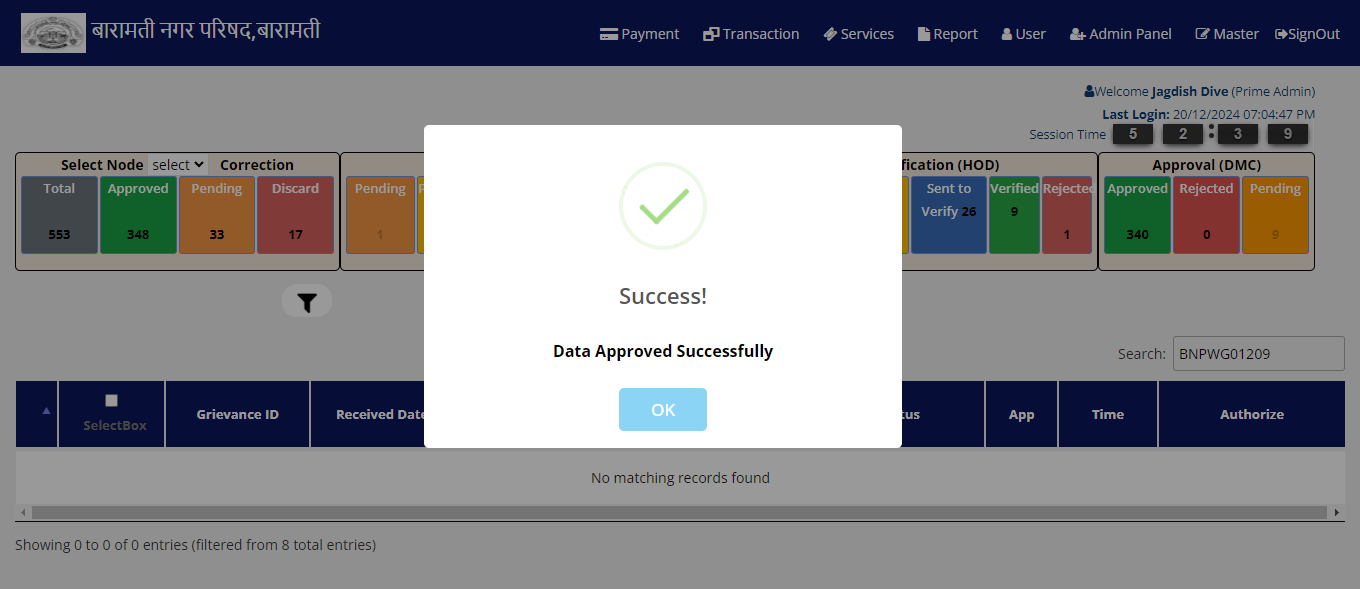 बारामती नगर परिषद,बारामती
Payment Transaction Services Report User Admin Panel Master SignOut
Welcome Jagdish Dive (Prime Admin)
Last Login: 20/12/2024 07:04:47 PM
Session Time 5 2 : 3 9
Select Node select Correction
fication (HOD)
Approval (DMC)
Total Approved Pending Discard Pending Sent to Verified Rejected Approved Rejected Pending
Verify 26 9
553 348 33 17 1 1 340 0 9
Success!
Data Approved Successfully
OK
Search: BNPWG01209
SelectBox Grievance ID Received Date tus App Time Authorize
No matching records found
Showing 0 to 0 of 0 entries (filtered from 8 total entries)